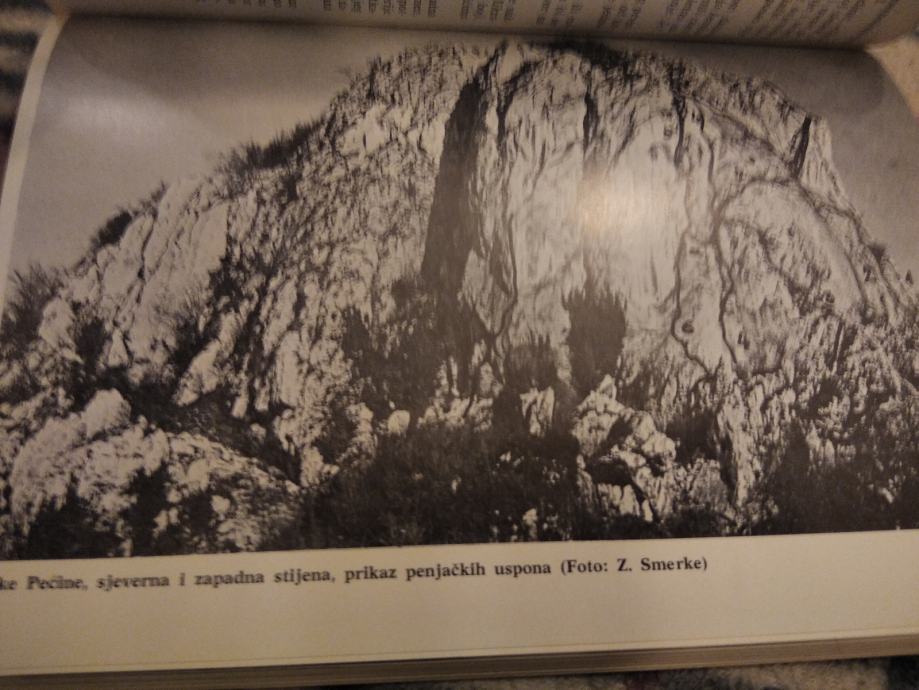 ke Pećine, sjeverna i zapadna stijena, prikaz penjačkih uspona (Foto: Z. Smerke)